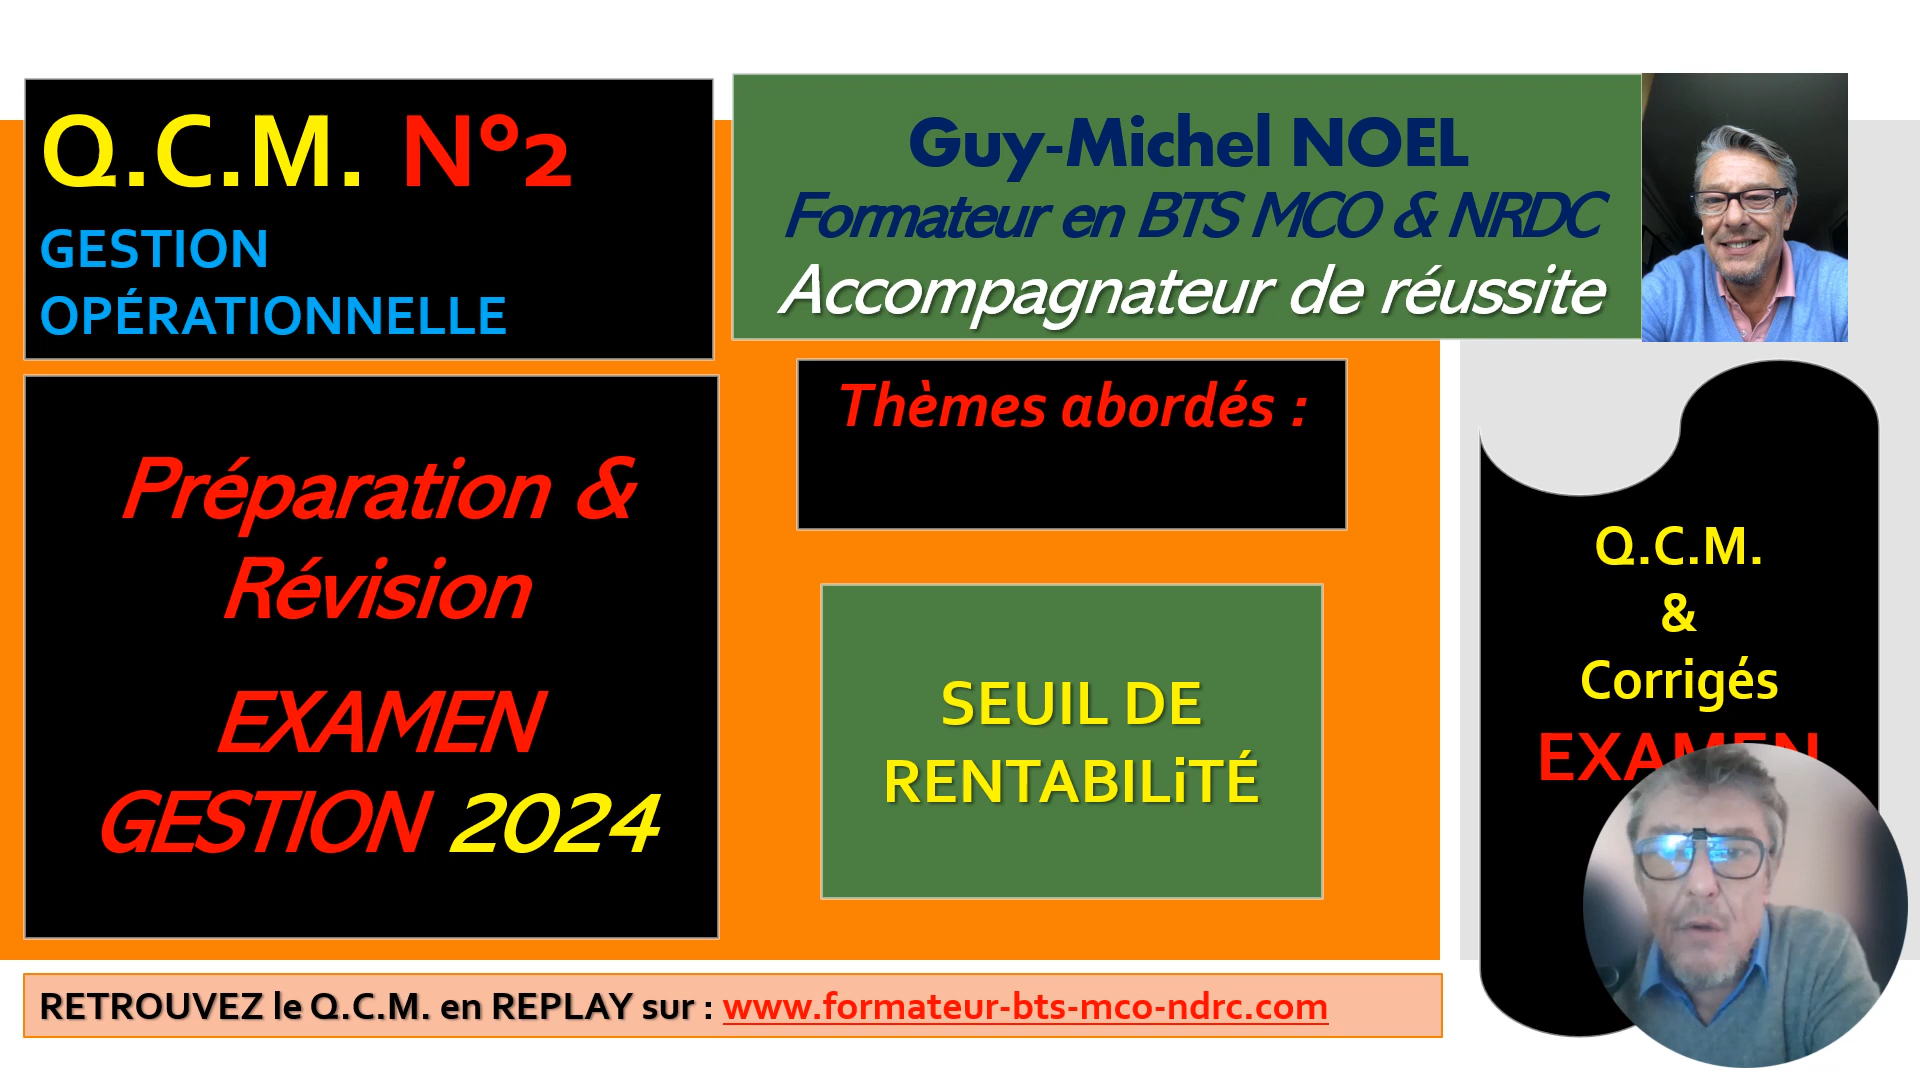 Q.C.M. N°2
GESTION
OPÉRATIONNELLE
Guy-Michel NOEL
Formateur en BTS MCO & NRDC
Accompagnateur de réussite
Préparation &
Révision
EXAMEN
GESTION 2024
Thèmes abordés :
SEUIL DE
RENTABILiTÉ
Q.C.M.
&
Corrigés
EXAMEN
RETROUVEZ le Q.C.M. en REPLAY sur : www.formateur-bts-mco-ndrc.com